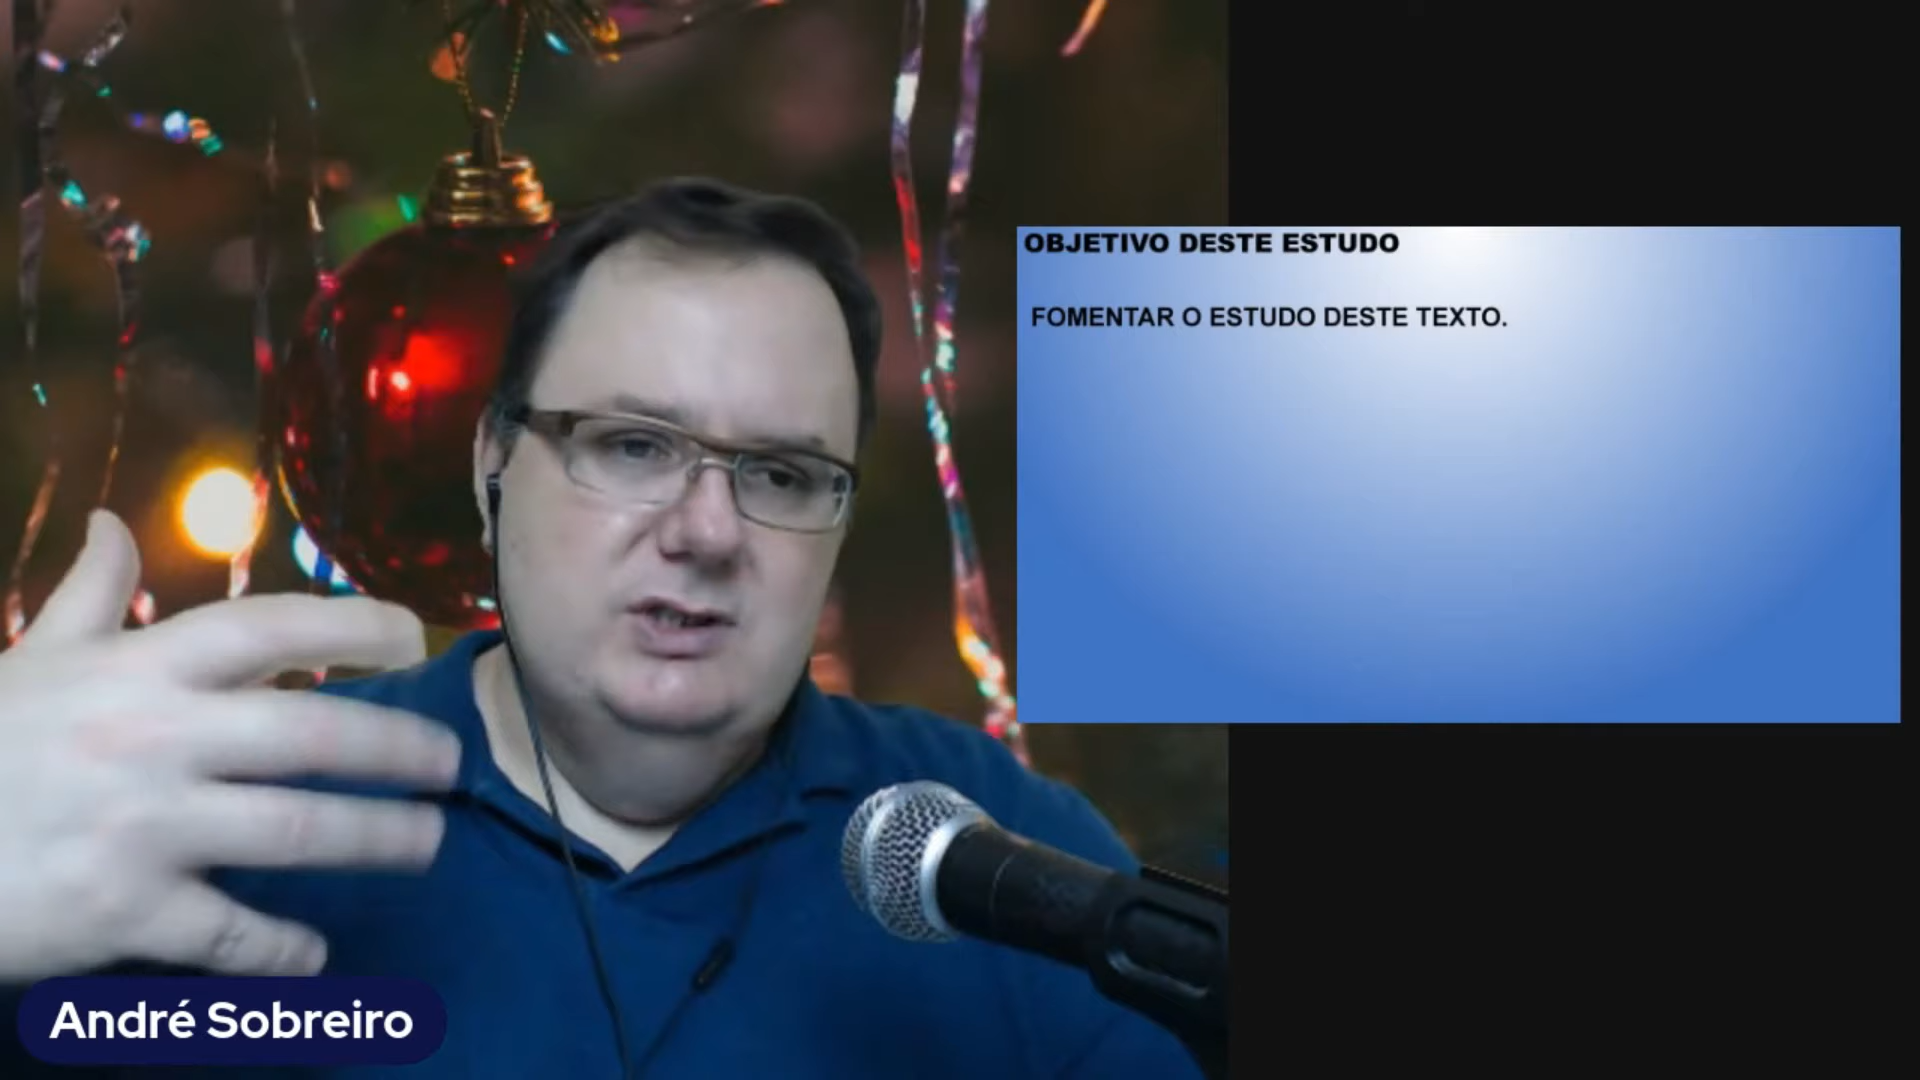 OBJETIVO DESTE ESTUDO
FOMENTAR O ESTUDO DESTE TEXTO.
André Sobreiro